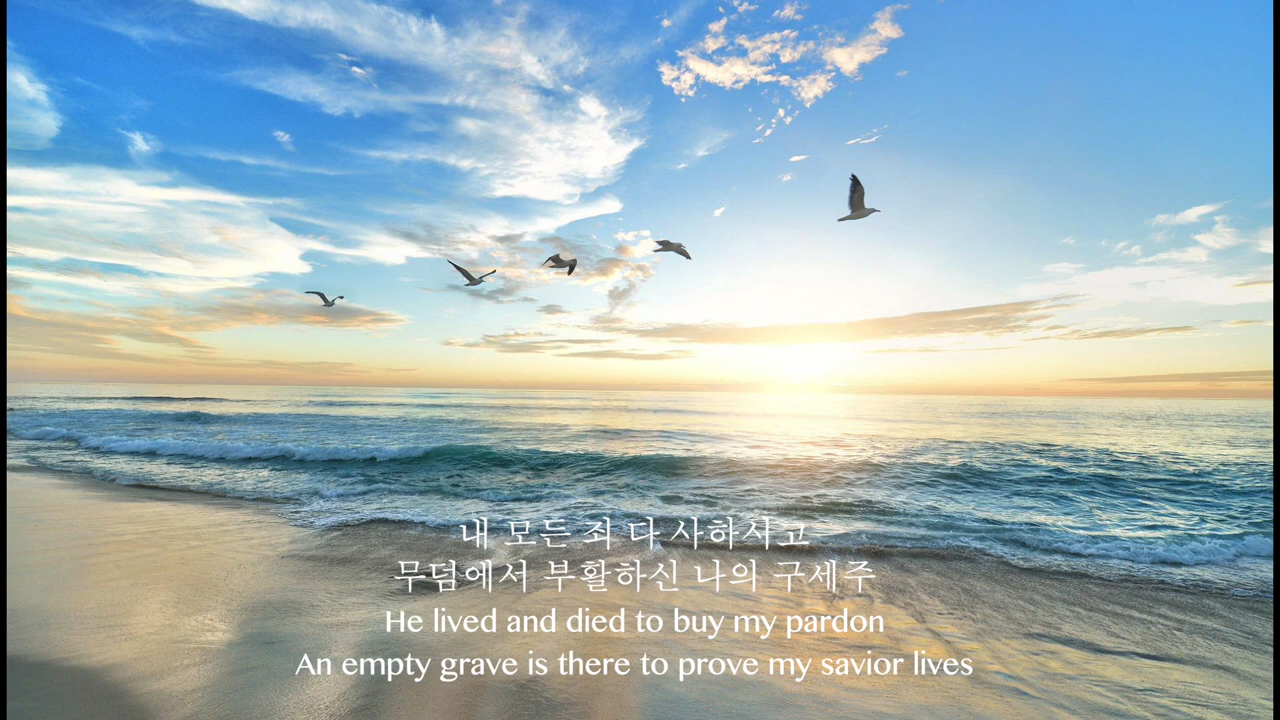 내 모든 죄 다 사하시고
무덤에서 부활하신 나의 구세주
He lived and died to buy my pardon
An empty grave is there to prove my savior lives